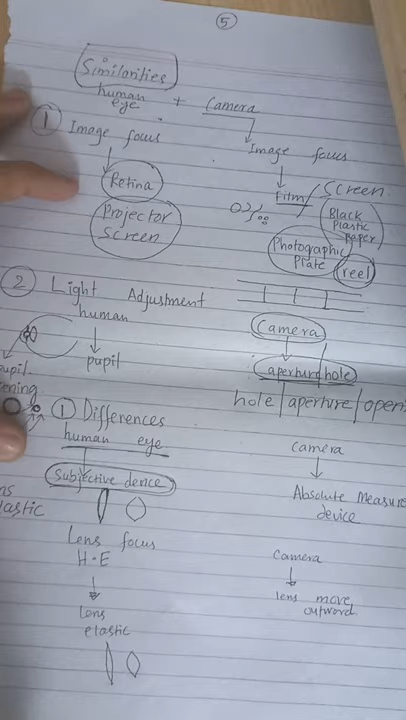 5
Similarities
human eye + Camera
1 Image focus
Image focus
Retina
Film / Screen
Projector Screen
Black Plastic paper
Photographic Plate
reel
2 Light Adjustment
human
Camera
pupil
aperture/hole
pupil.
hole / aperture / open
1 Differences
human eye
Camera
Subjective device
Absolute Measure device
elastic
Lens focus
H.E
Camera
lens move outword
Lens elastic